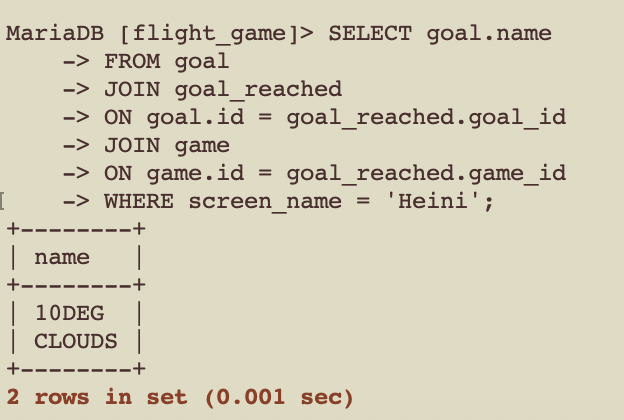 MariaDB [flight_game]> SELECT goal.name
    -> FROM goal
    -> JOIN goal_reached
    -> ON goal.id = goal_reached.goal_id
    -> JOIN game
    -> ON game.id = goal_reached.game_id
    -> WHERE screen_name = 'Heini';
+--------+
| name   |
+--------+
| 10DEG  |
| CLOUDS |
+--------+
2 rows in set (0.001 sec)